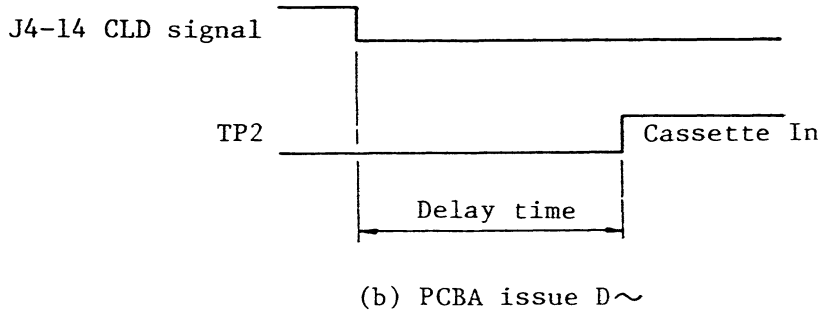 J4-14 CLD signal
TP2
Cassette In
Delay time
(b) PCBA issue D～